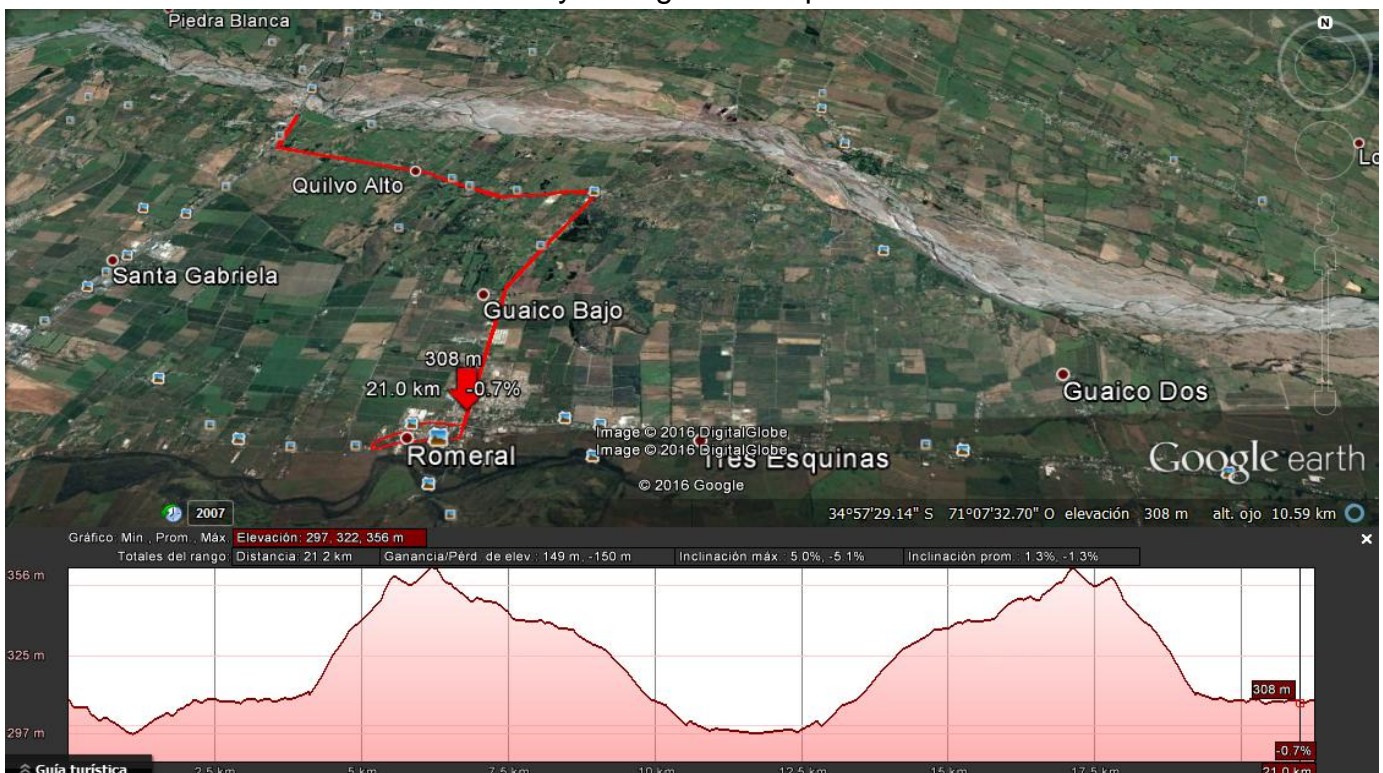 Piedra Blanca
N
Lo
Quilvo Alto
Santa Gabriela
Guaico Bajo
308 m
21.0 km -0.7%
Guaico Dos
Image © 2016 DigitalGlobe
Image © 2016 DigitalGlobe
Romeral
Tres Esquinas
Google earth
© 2016 Google
2007
34°57'29.14" S 71°07'32.70" O elevación 308 m alt. ojo 10.59 km
Gráfico: Mín., Prom., Máx. Elevación: 297, 322, 356 m
Totales del rango: Distancia: 21.2 km Ganancia/Pérd. de elev.: 149 m, -150 m Inclinación máx.: 5.0%, -5.1% Inclinación prom.: 1.3%, -1.3%
356 m
325 m
308 m
297 m
-0.7%
Guía turística 2.5 km 5 km 7.5 km 10 km 12.5 km 15 km 17.5 km 21.0 km